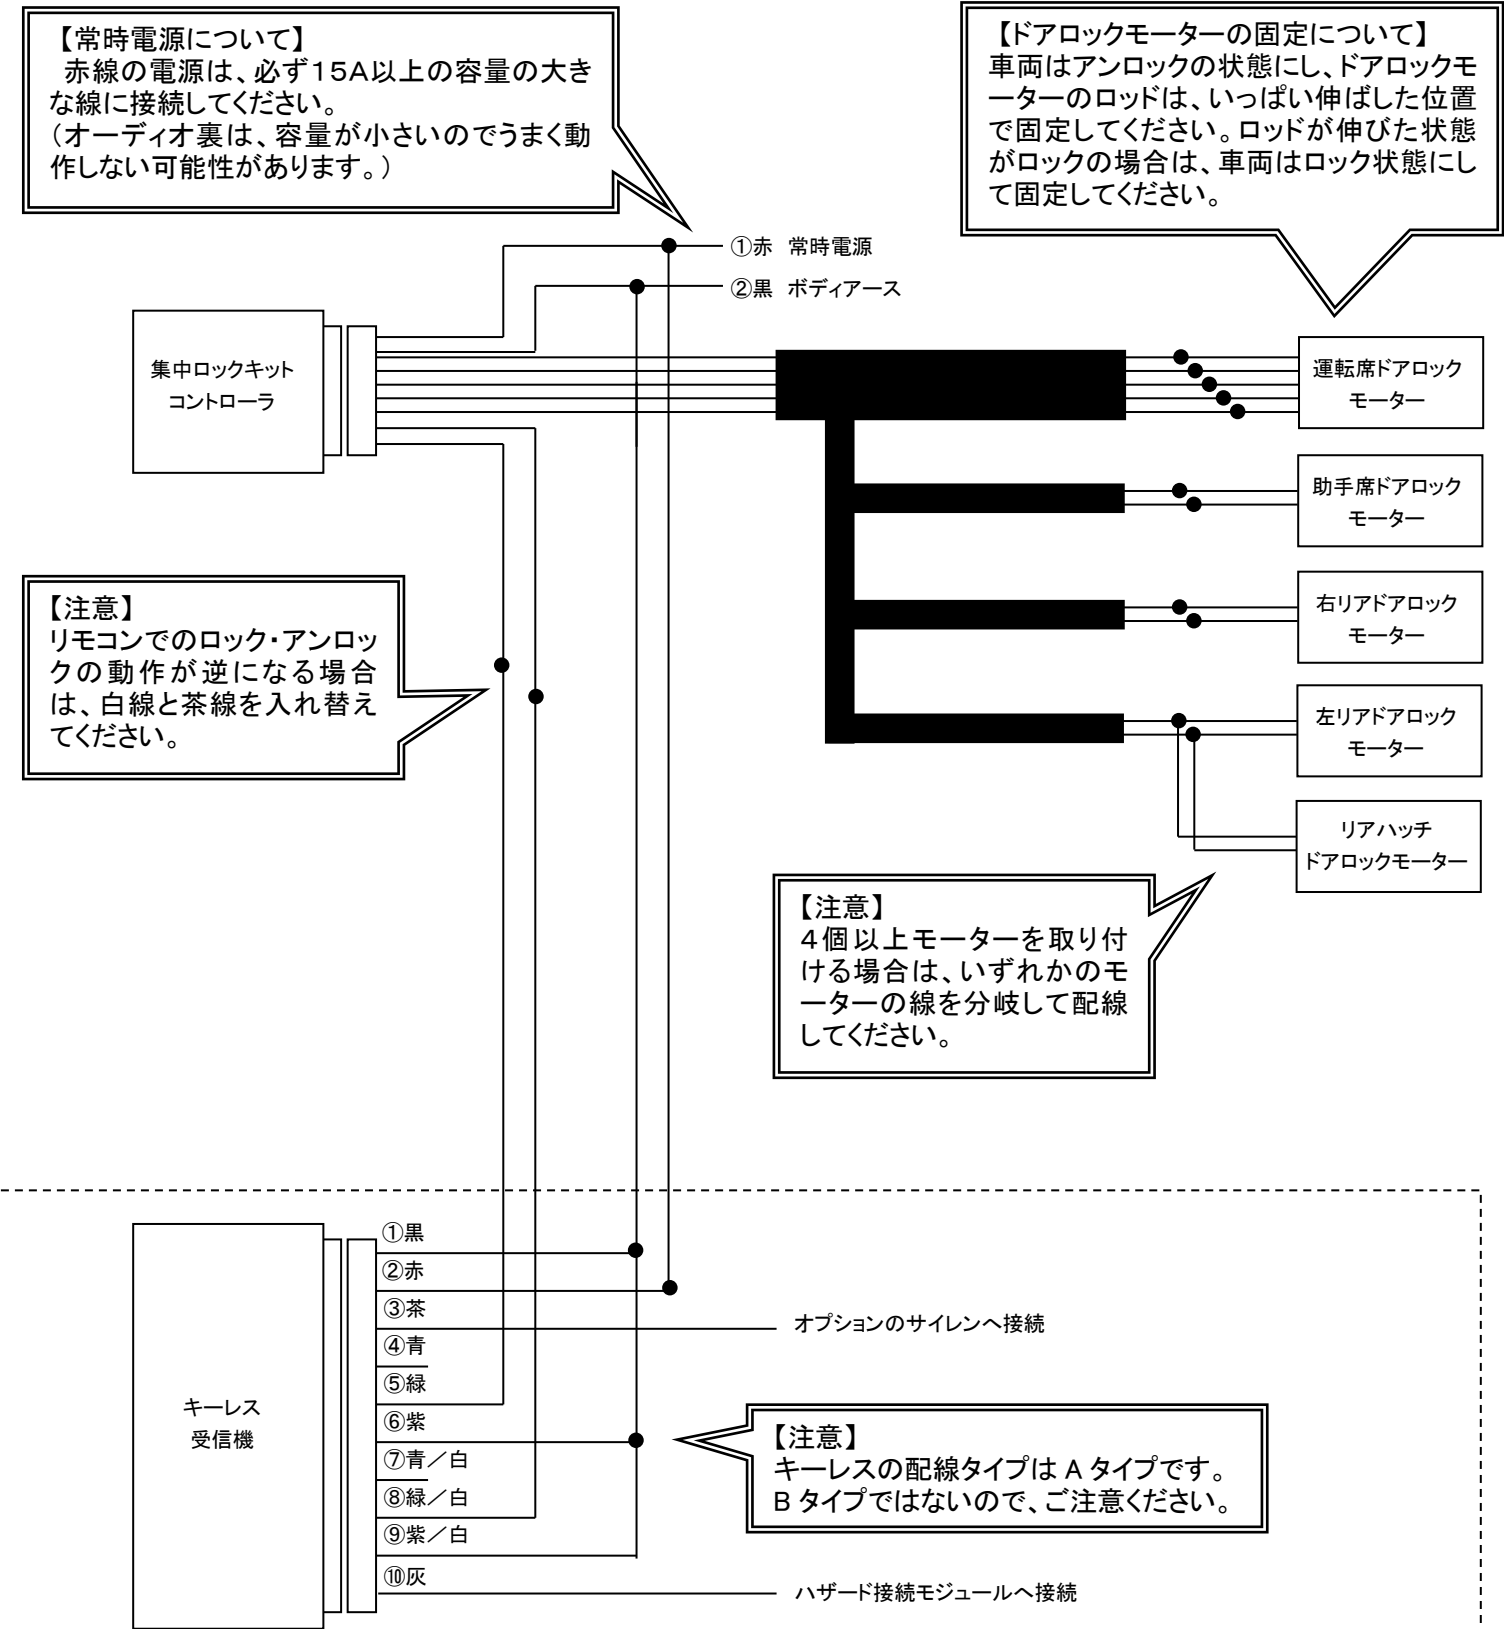 【常時電源について】
赤線の電源は、必ず15A以上の容量の大き
な線に接続してください。
(オーディオ裏は、容量が小さいのでうまく動
作しない可能性があります。)
【ドアロックモーターの固定について】
車両はアンロックの状態にし、ドアロックモ
ーターのロッドは、いっぱい伸ばした位置
で固定してください。ロッドが伸びた状態
がロックの場合は、車両はロック状態にし
て固定してください。
①赤 常時電源
②黒 ボディアース
集中ロックキット
コントローラ
運転席ドアロック
モーター
助手席ドアロック
モーター
右リアドアロック
モーター
左リアドアロック
モーター
リアハッチ
ドアロックモーター
【注意】
リモコンでのロック・アンロッ
クの動作が逆になる場合
は、白線と茶線を入れ替え
てください。
【注意】
4個以上モーターを取り付
ける場合は、いずれかのモ
ーターの線を分岐して配線
してください。
キーレス
受信機
①黒
②赤
③茶
④青
⑤緑
⑥紫
⑦青/白
⑧緑/白
⑨紫/白
⑩灰
オプションのサイレンへ接続
【注意】
キーレスの配線タイプは A タイプです。
B タイプではないので、ご注意ください。
ハザード接続モジュールへ接続